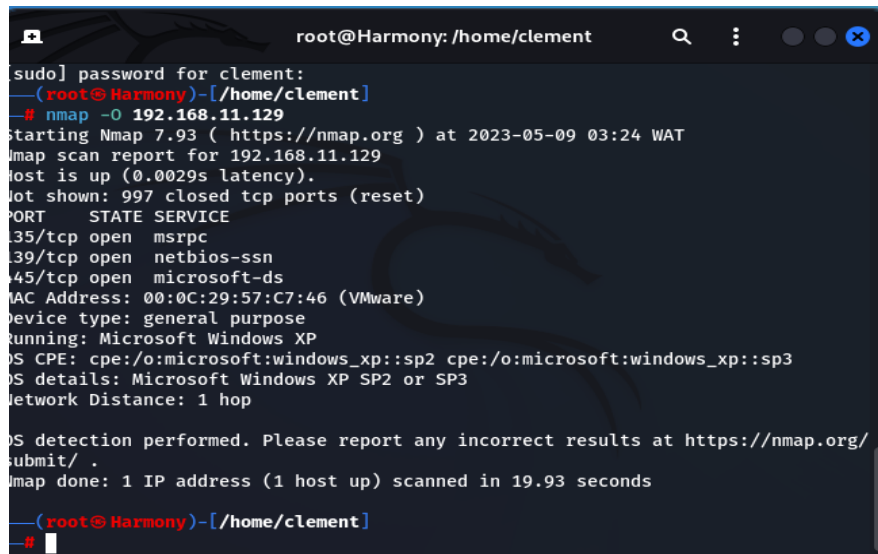 root@Harmony: /home/clement
[sudo] password for clement:
(root㉿Harmony)-[/home/clement]
# nmap -O 192.168.11.129
Starting Nmap 7.93 ( https://nmap.org ) at 2023-05-09 03:24 WAT
Nmap scan report for 192.168.11.129
Host is up (0.0029s latency).
Not shown: 997 closed tcp ports (reset)
PORT    STATE SERVICE
135/tcp open  msrpc
139/tcp open  netbios-ssn
445/tcp open  microsoft-ds
MAC Address: 00:0C:29:57:C7:46 (VMware)
Device type: general purpose
Running: Microsoft Windows XP
OS CPE: cpe:/o:microsoft:windows_xp::sp2 cpe:/o:microsoft:windows_xp::sp3
OS details: Microsoft Windows XP SP2 or SP3
Network Distance: 1 hop
OS detection performed. Please report any incorrect results at https://nmap.org/
submit/ .
Nmap done: 1 IP address (1 host up) scanned in 19.93 seconds
(root㉿Harmony)-[/home/clement]
#